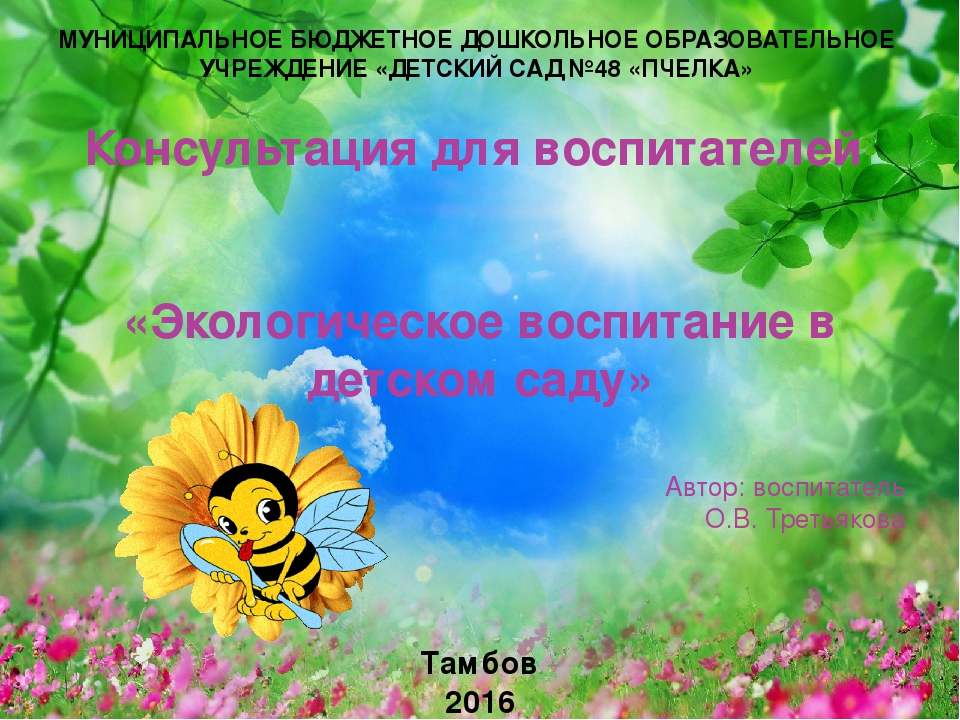 МУНИЦИПАЛЬНОЕ БЮДЖЕТНОЕ ДОШКОЛЬНОЕ ОБРАЗОВАТЕЛЬНОЕ
УЧРЕЖДЕНИЕ «ДЕТСКИЙ САД №48 «ПЧЕЛКА»
Консультация для воспитателей
«Экологическое воспитание в
детском саду»
Автор: воспитатель
О.В. Третьякова
Тамбов
2016